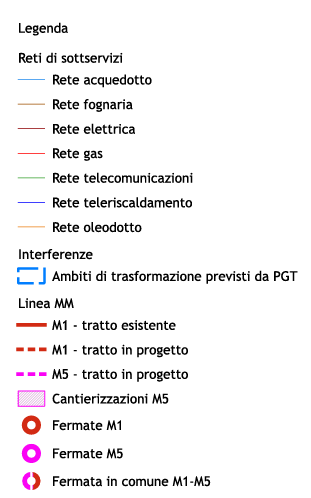 Legenda
Reti di sottservizi
Rete acquedotto
Rete fognaria
Rete elettrica
Rete gas
Rete telecomunicazioni
Rete teleriscaldamento
Rete oleodotto
Interferenze
Ambiti di trasformazione previsti da PGT
Linea MM
M1 - tratto esistente
M1 - tratto in progetto
M5 - tratto in progetto
Cantierizzazioni M5
Fermate M1
Fermate M5
Fermata in comune M1-M5